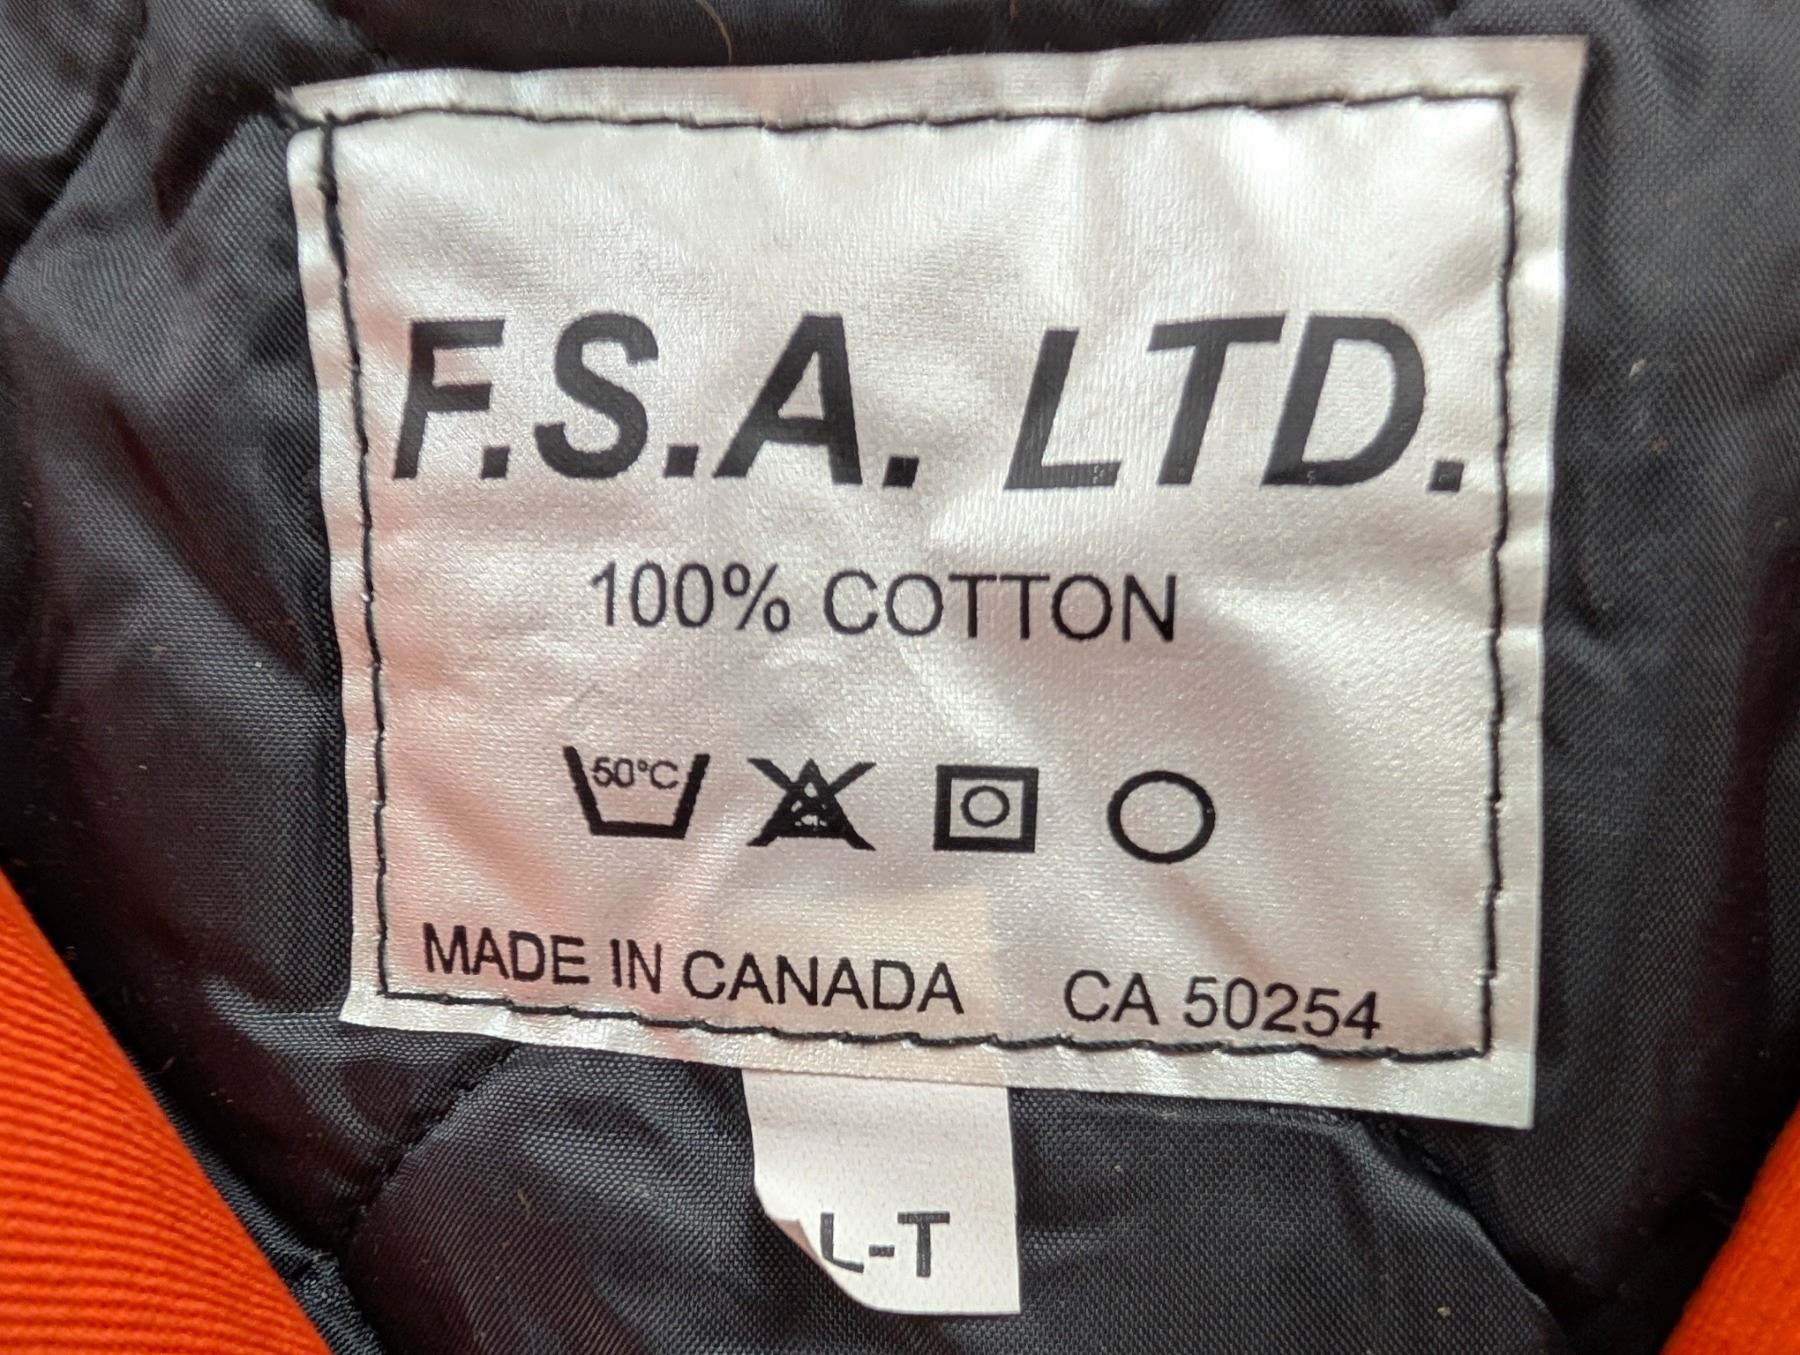 F.S.A. LTD.
100% COTTON
50°C
MADE IN CANADA CA 50254
L-T